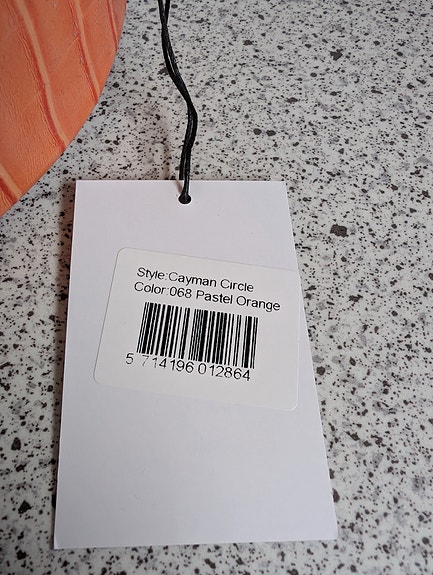 Style:Cayman Circle
Color:068 Pastel Orange
5 714196 012864